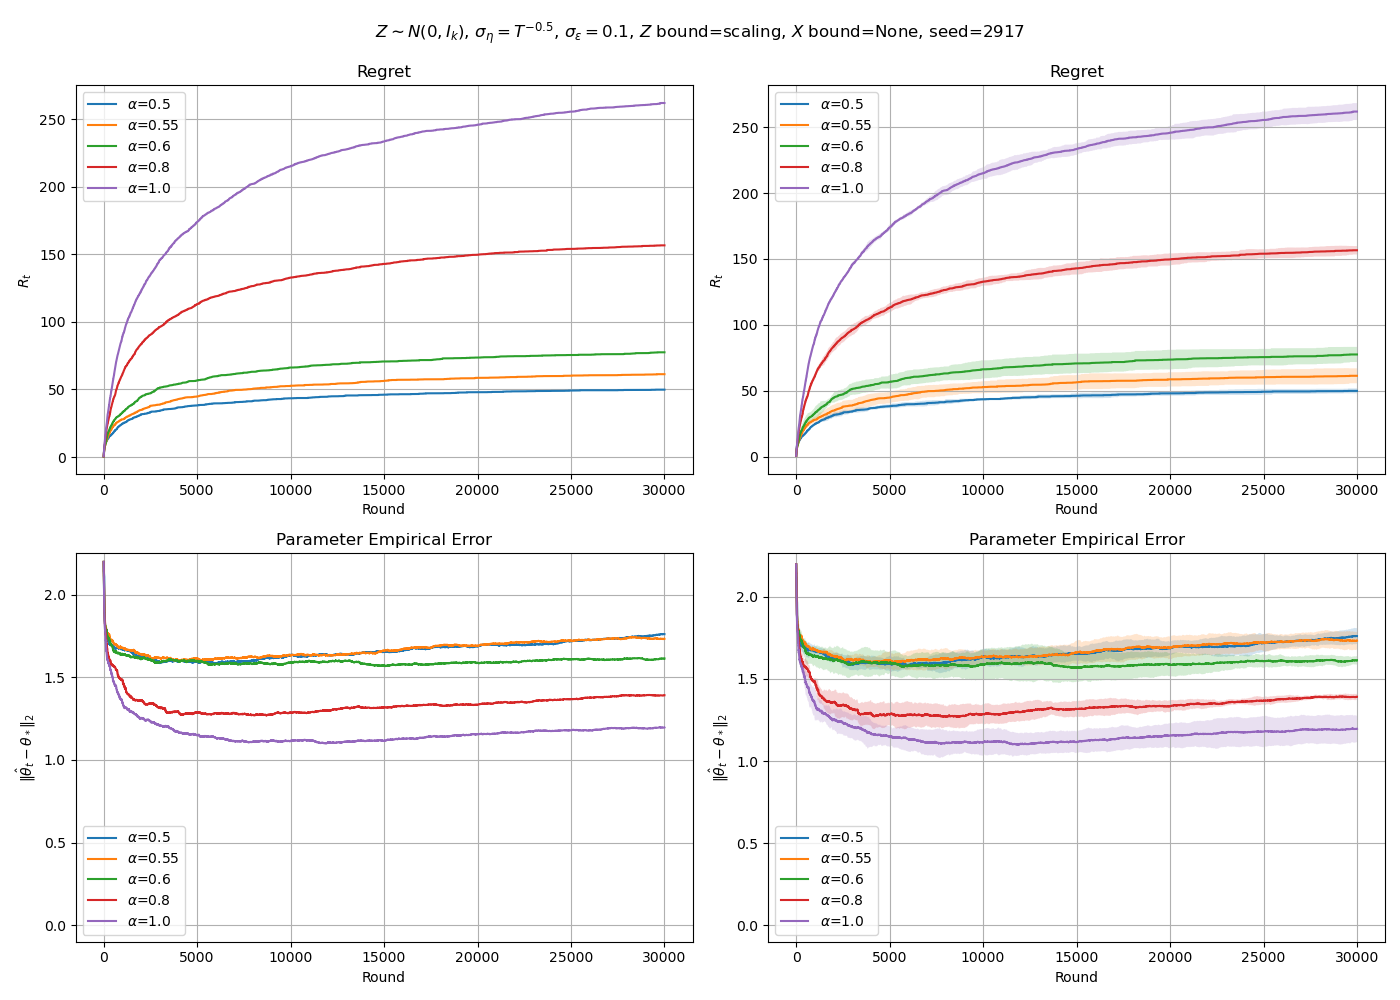 Z ~ N(0, I_k), σ_η = T^{-0.5}, σ_ε = 0.1, Z bound=scaling, X bound=None, seed=2917
Regret
α=0.5
α=0.55
α=0.6
α=0.8
α=1.0
R_t
250
200
150
100
50
0
0 5000 10000 15000 20000 25000 30000
Round
Regret
α=0.5
α=0.55
α=0.6
α=0.8
α=1.0
R_t
250
200
150
100
50
0
0 5000 10000 15000 20000 25000 30000
Round
Parameter Empirical Error
‖θ̂_t − θ_*‖_2
2.0
1.5
1.0
0.5
0.0
α=0.5
α=0.55
α=0.6
α=0.8
α=1.0
0 5000 10000 15000 20000 25000 30000
Round
Parameter Empirical Error
‖θ̂_t − θ_*‖_2
2.0
1.5
1.0
0.5
0.0
α=0.5
α=0.55
α=0.6
α=0.8
α=1.0
0 5000 10000 15000 20000 25000 30000
Round